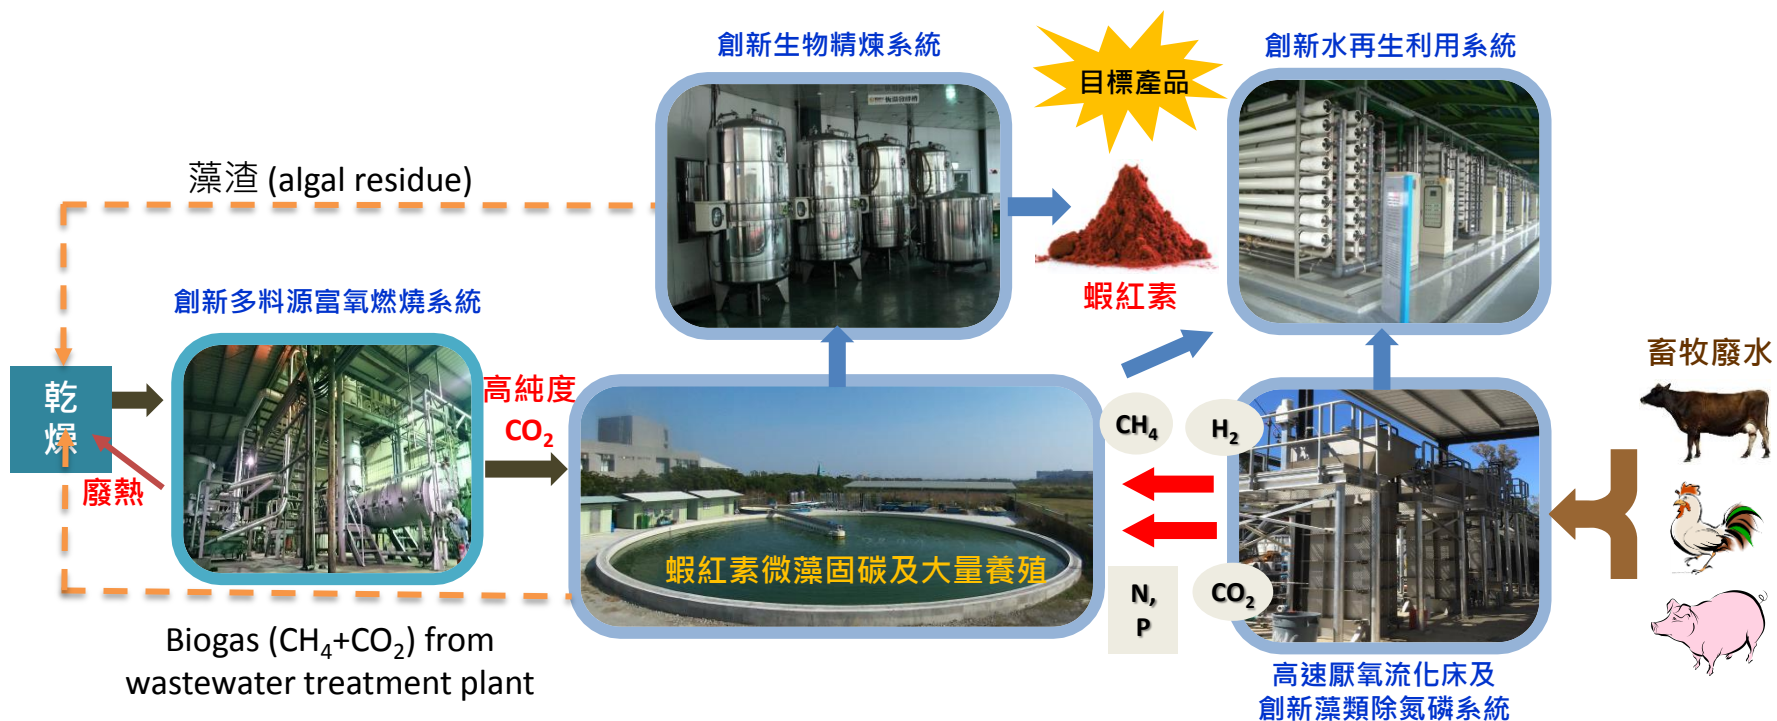 創新生物精煉系統
目標產品
創新水再生利用系統
藻渣 (algal residue)
創新多料源富氧燃燒系統
蝦紅素
畜牧廢水
乾
燥
高純度
CO₂
廢熱
CH₄
H₂
蝦紅素微藻固碳及大量養殖
N,
P
CO₂
Biogas (CH₄+CO₂) from
wastewater treatment plant
高速厭氧流化床及
創新藻類除氮磷系統